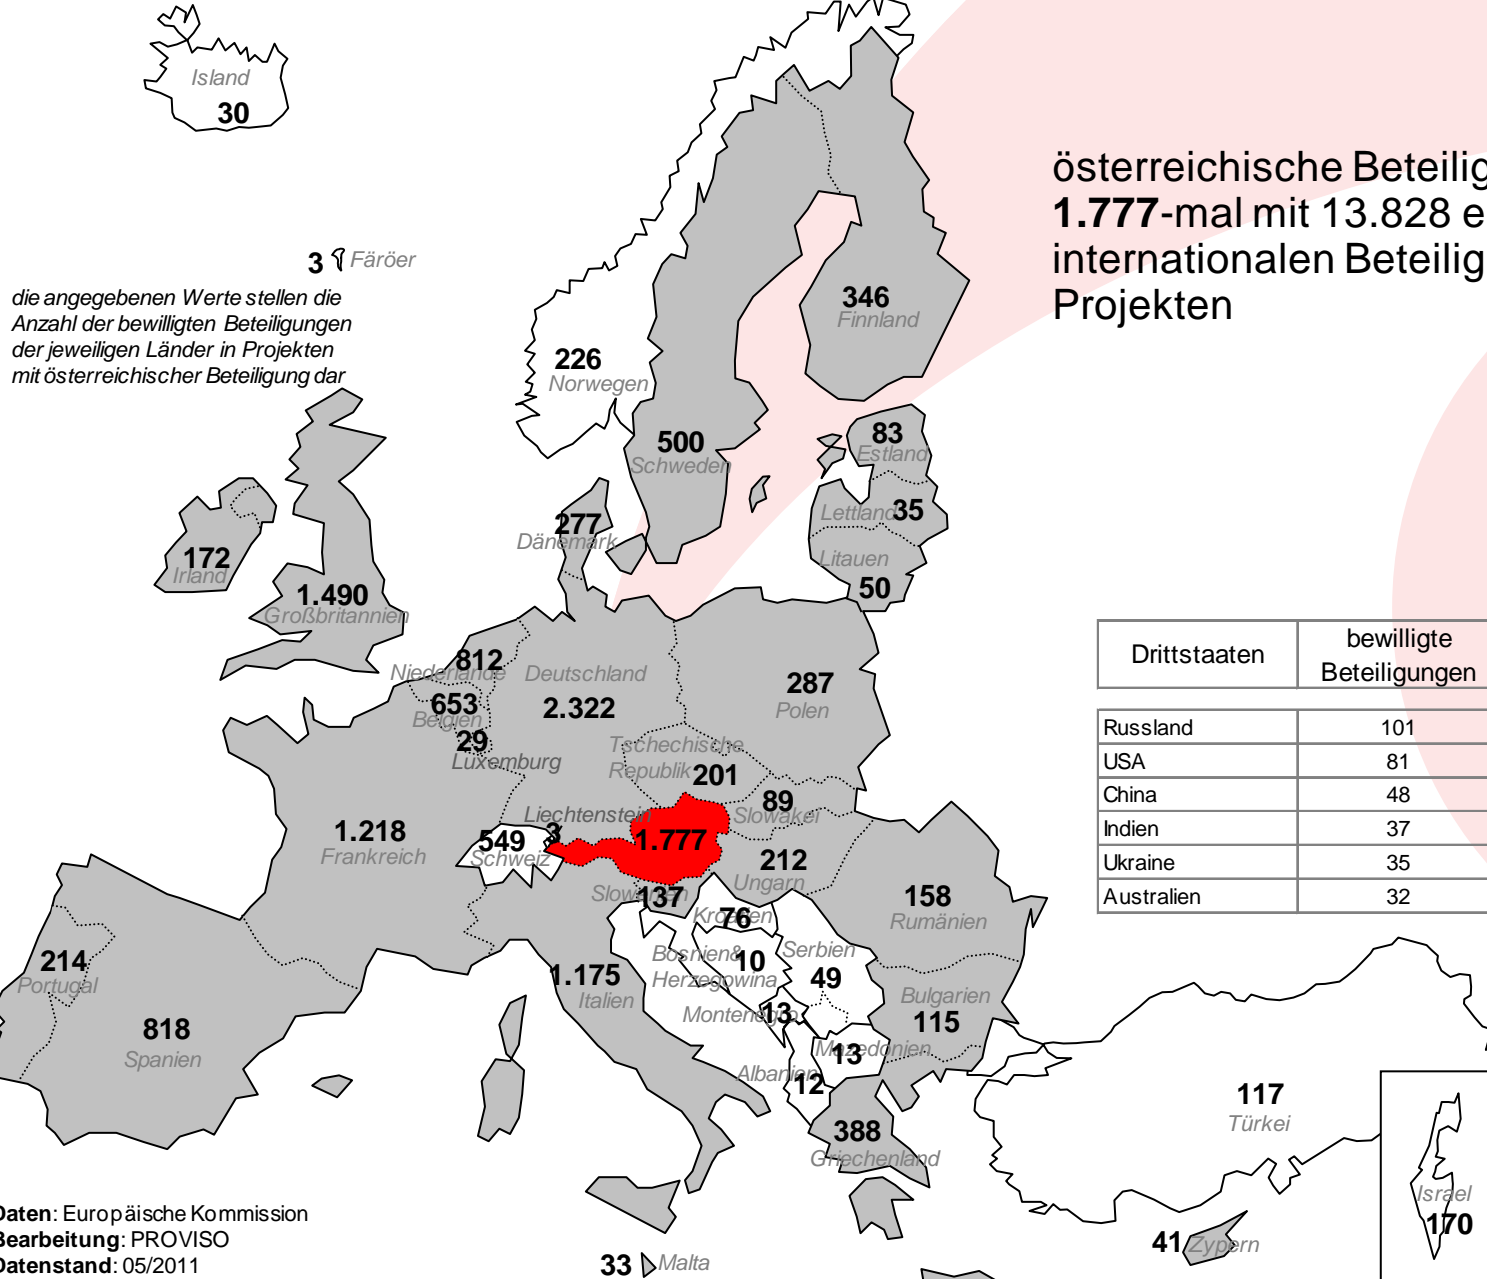 Island
30
österreichische Beteilig
1.777-mal mit 13.828 e
internationalen Beteilig
Projekten
3 Färöer
die angegebenen Werte stellen die
Anzahl der bewilligten Beteiligungen
der jeweiligen Länder in Projekten
mit österreichischer Beteiligung dar
346
Finnland
226
Norwegen
500
Schweden
83
Estland
Lettland 35
Litauen
50
277
Dänemark
172
Irland
1.490
Großbritannien
812
Niederlande
Deutschland
2.322
653
Belgien
29
Luxemburg
287
Polen
Tschechische
Republik 201
89
Slowakei
Liechtenstein
3
1.777
549
Schweiz
1.218
Frankreich
212
Ungarn
Slowenien
137
Kroatien
76
158
Rumänien
Bosnien&
Herzegowina
10
Serbien
49
214
Portugal
818
Spanien
1.175
Italien
Montenegro
13
Bulgarien
115
Mazedonien
13
Albanien
12
388
Griechenland
117
Türkei
Israel
170
41 Zypern
33 Malta
Drittstaaten bewilligte
Beteiligungen
Russland 101
USA 81
China 48
Indien 37
Ukraine 35
Australien 32
Daten: Europäische Kommission
Bearbeitung: PROVISO
Datenstand: 05/2011